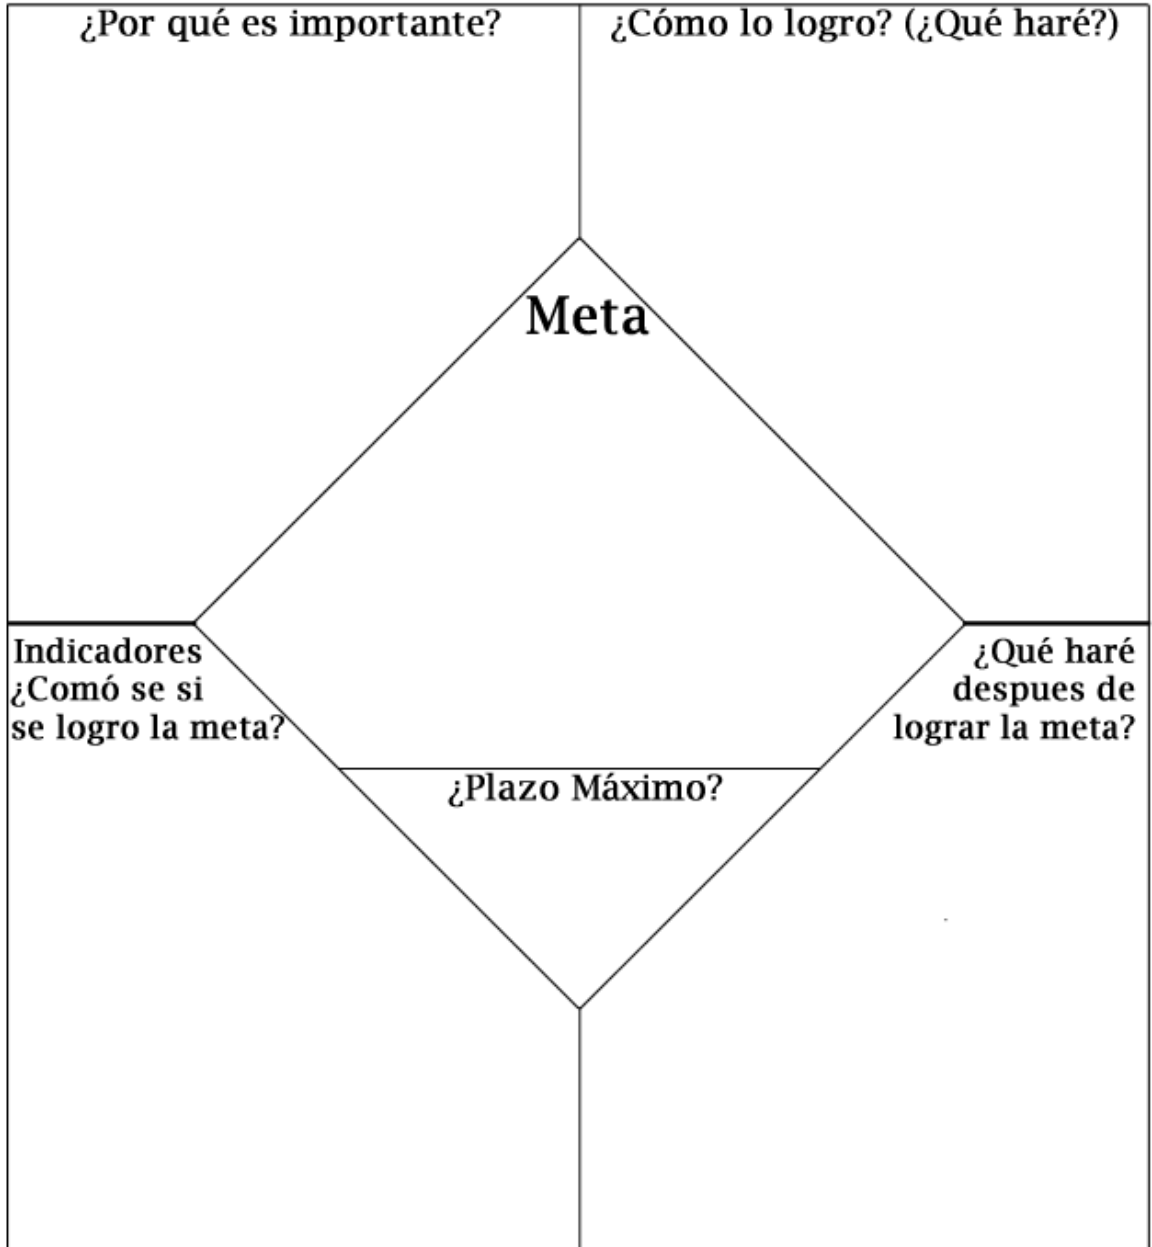 ¿Por qué es importante?
¿Cómo lo logro? (¿Qué haré?)
Meta
Indicadores
¿Comó se si
se logro la meta?
¿Qué haré
despues de
lograr la meta?
¿Plazo Máximo?